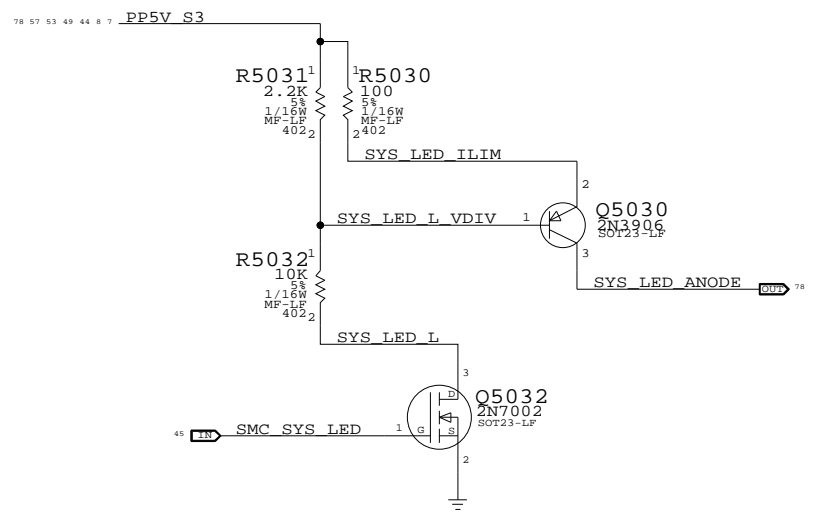 78 57 53 49 44 8 7 PP5V_S3
R5031
2.2K
5%
1/16W
MF-LF
402
1
2
R5030
100
5%
1/16W
MF-LF
402
1
2
SYS_LED_ILIM
2
SYS_LED_L_VDIV
1
Q5030
2N3906
SOT23-LF
3
R5032
10K
5%
1/16W
MF-LF
402
1
2
SYS_LED_ANODE
OUT 78
SYS_LED_L
3
D
Q5032
2N7002
SOT23-LF
45 IN SMC_SYS_LED 1 G S
2